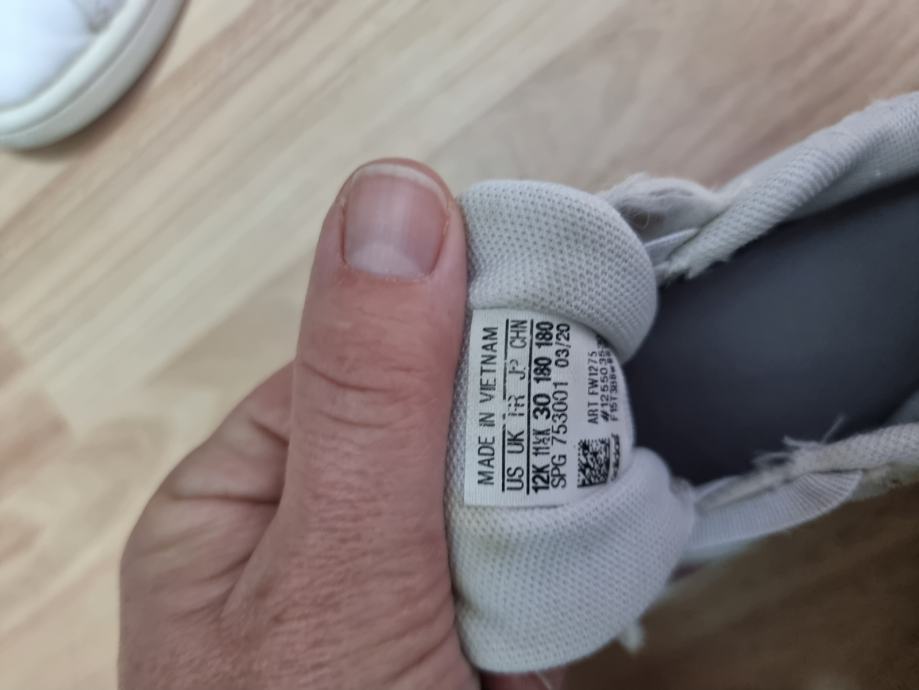 MADE IN VIETNAM
US UK FR JP CHN
12K 11½K 30 180 180
SPG 753001 03/20
ART FW1275